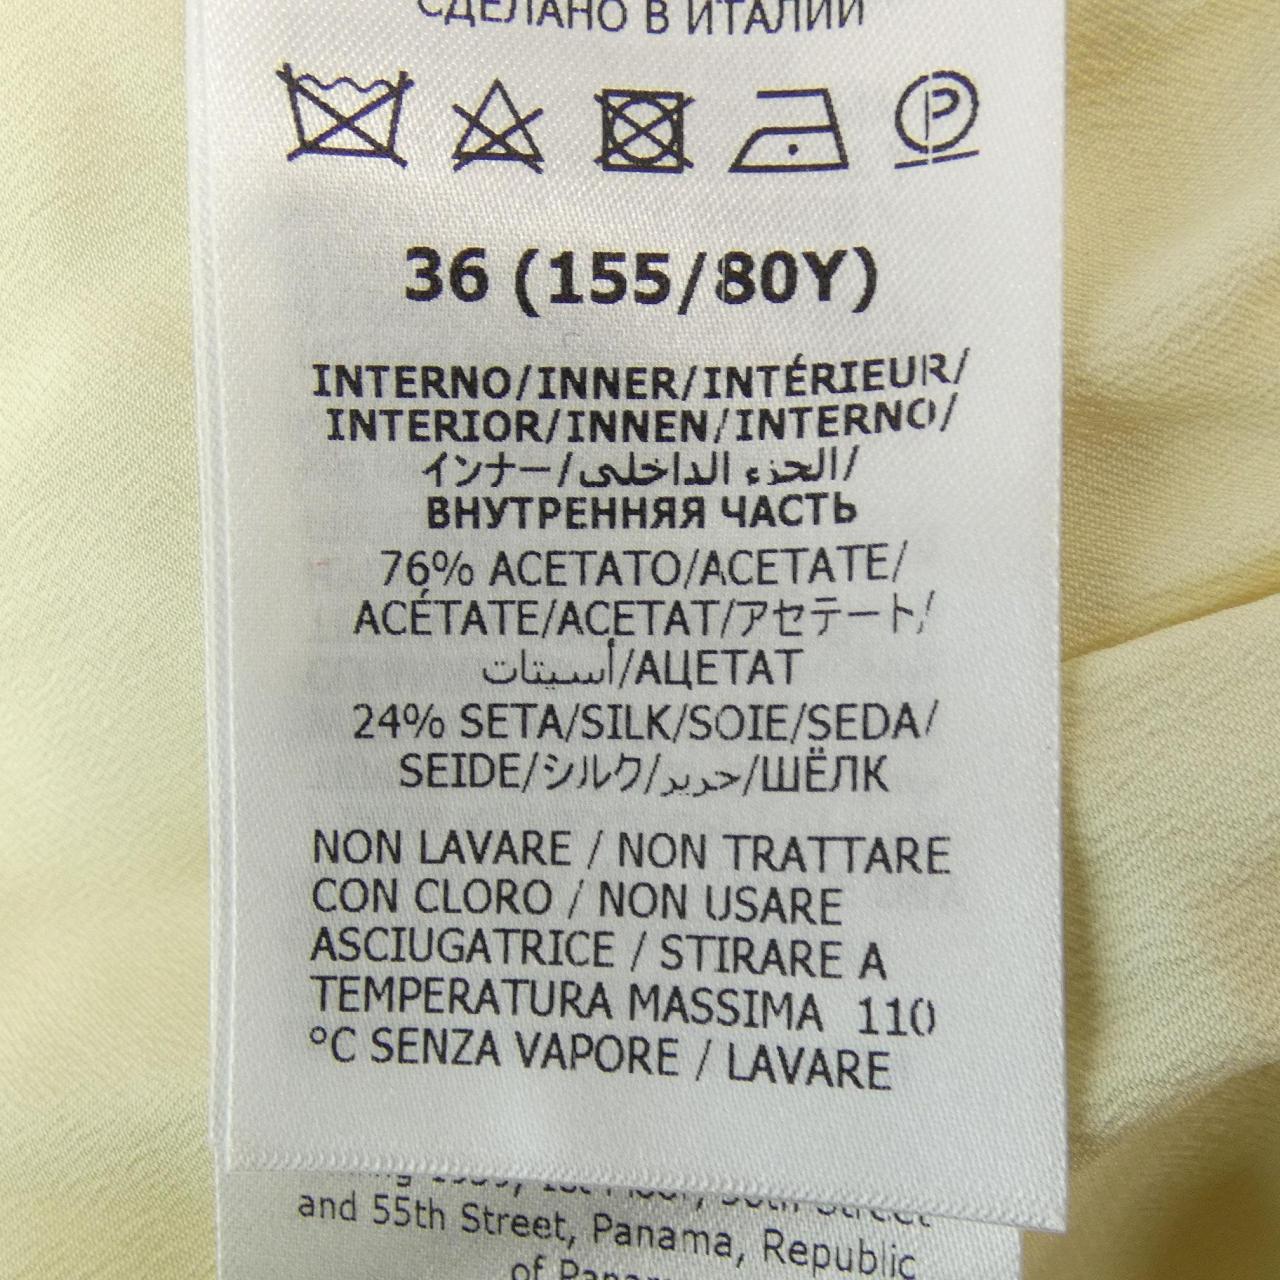 СДЕЛАНО В ИТАЛИИ
P
36 (155/80Y)
INTERNO/INNER/INTÉRIEUR/
INTERIOR/INNEN/INTERNO/
インナー/الجزء الداخلي/
ВНУТРЕННЯЯ ЧАСТЬ
76% ACETATO/ACETATE/
ACÉTATE/ACETAT/アセテート/
أسيتات/АЦЕТАТ
24% SETA/SILK/SOIE/SEDA/
SEIDE/シルク/حرير/ШЁЛК
NON LAVARE / NON TRATTARE
CON CLORO / NON USARE
ASCIUGATRICE / STIRARE A
TEMPERATURA MASSIMA 110
°C SENZA VAPORE / LAVARE
and 55th Street, Panama, Republic
of